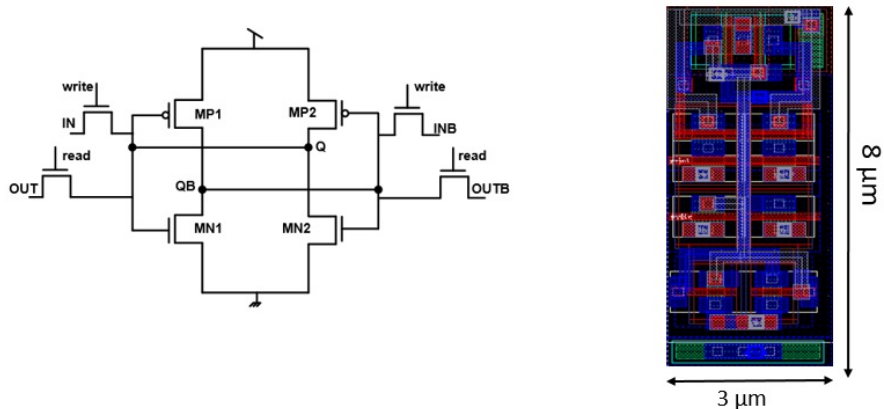 write
write
MP1
MP2
IN
INB
read
Q
read
OUT
QB
OUTB
MN1
MN2
8 µm
3 µm